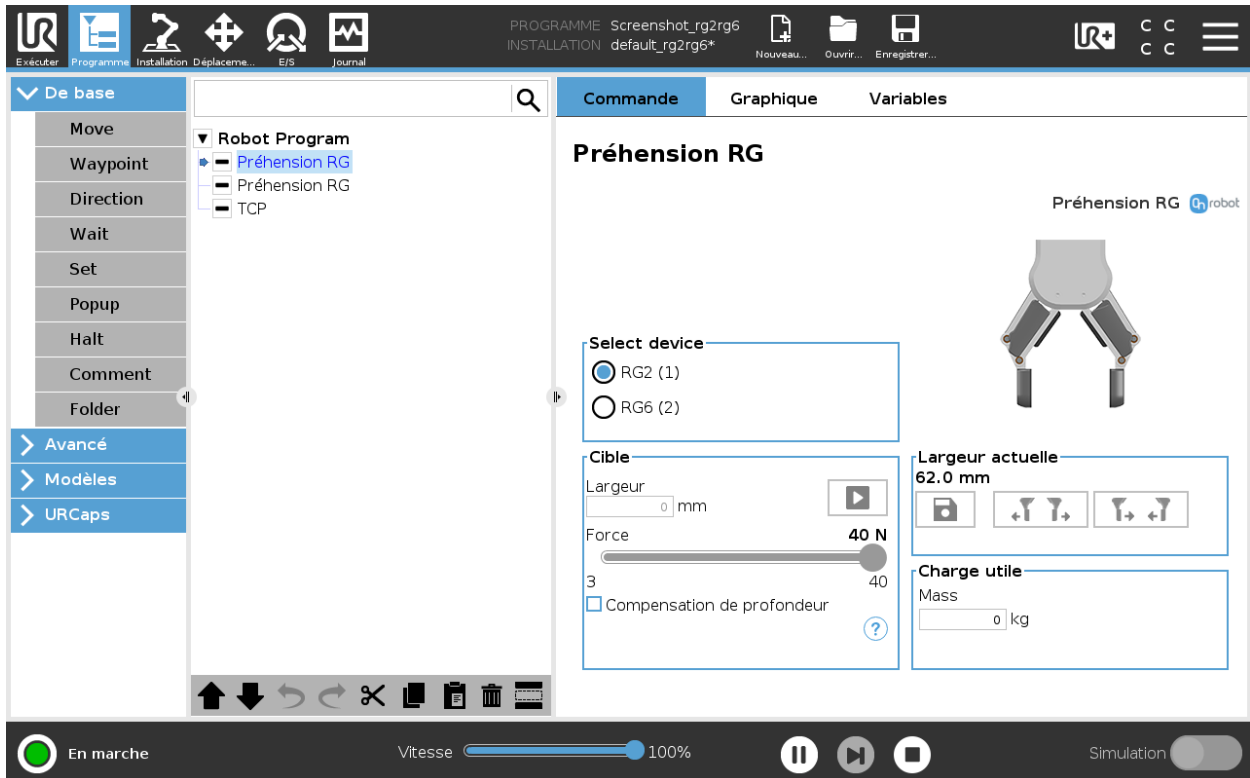 PROGRAMME Screenshot_rg2rg6
INSTALLATION default_rg2rg6*
UR+
C C
C C
Exécuter
Programme
Installation
Déplaceme...
E/S
Journal
Nouveau...
Ouvrir...
Enregistrer...
De base
Move
Waypoint
Direction
Wait
Set
Popup
Halt
Comment
Folder
Avancé
Modèles
URCaps
Robot Program
Préhension RG
Préhension RG
TCP
Commande
Graphique
Variables
Préhension RG
Préhension RG
On robot
Select device
RG2 (1)
RG6 (2)
Cible
Largeur
0 mm
Force
40 N
3
40
Compensation de profondeur
?
Largeur actuelle
62.0 mm
Charge utile
Mass
0 kg
En marche
Vitesse
100%
Simulation